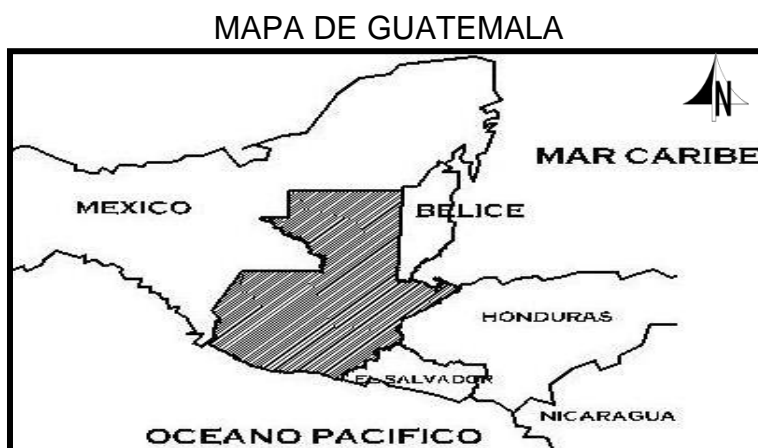 MAPA DE GUATEMALA
N
MAR CARIBE
MEXICO
BELICE
HONDURAS
EL SALVADOR
NICARAGUA
OCEANO PACIFICO